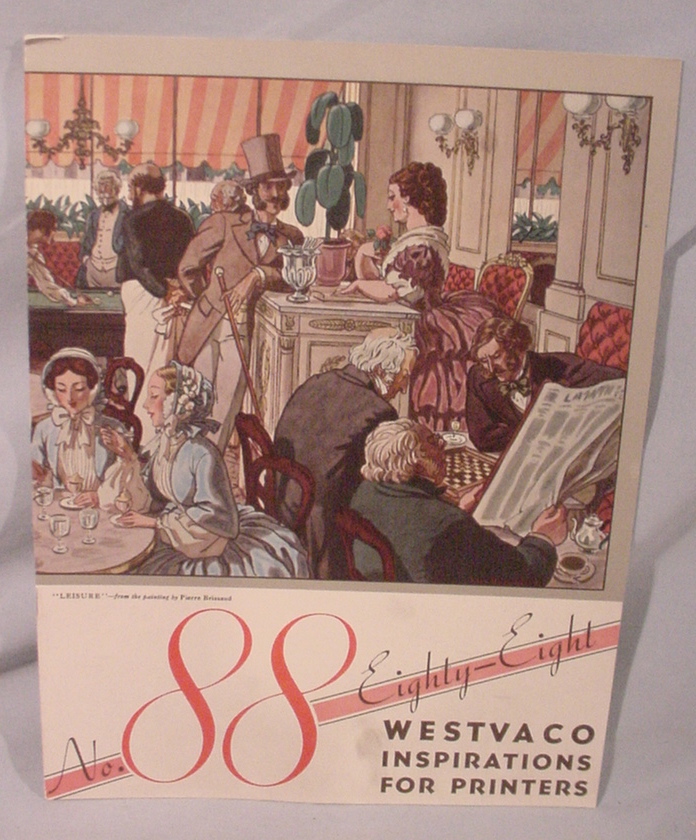 "LEISURE"—from the painting by Pierre Brissaud
No. 88 Eighty–Eight
WESTVACO
INSPIRATIONS
FOR PRINTERS